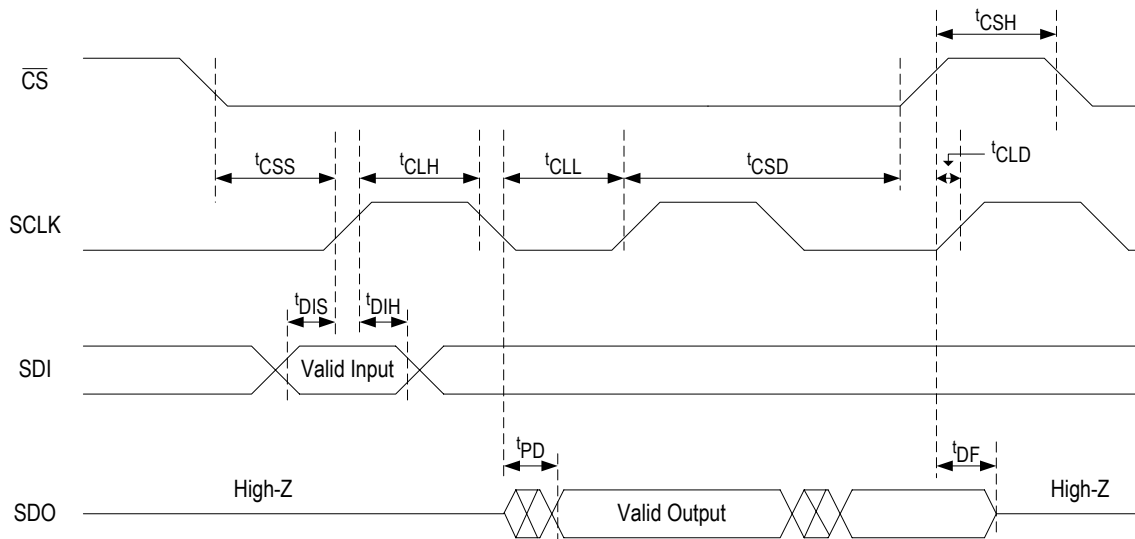 tCSH
CS
tCSS
tCLH
tCLL
tCSD
tCLD
SCLK
tDIS
tDIH
SDI
Valid Input
tPD
tDF
High-Z
High-Z
SDO
Valid Output